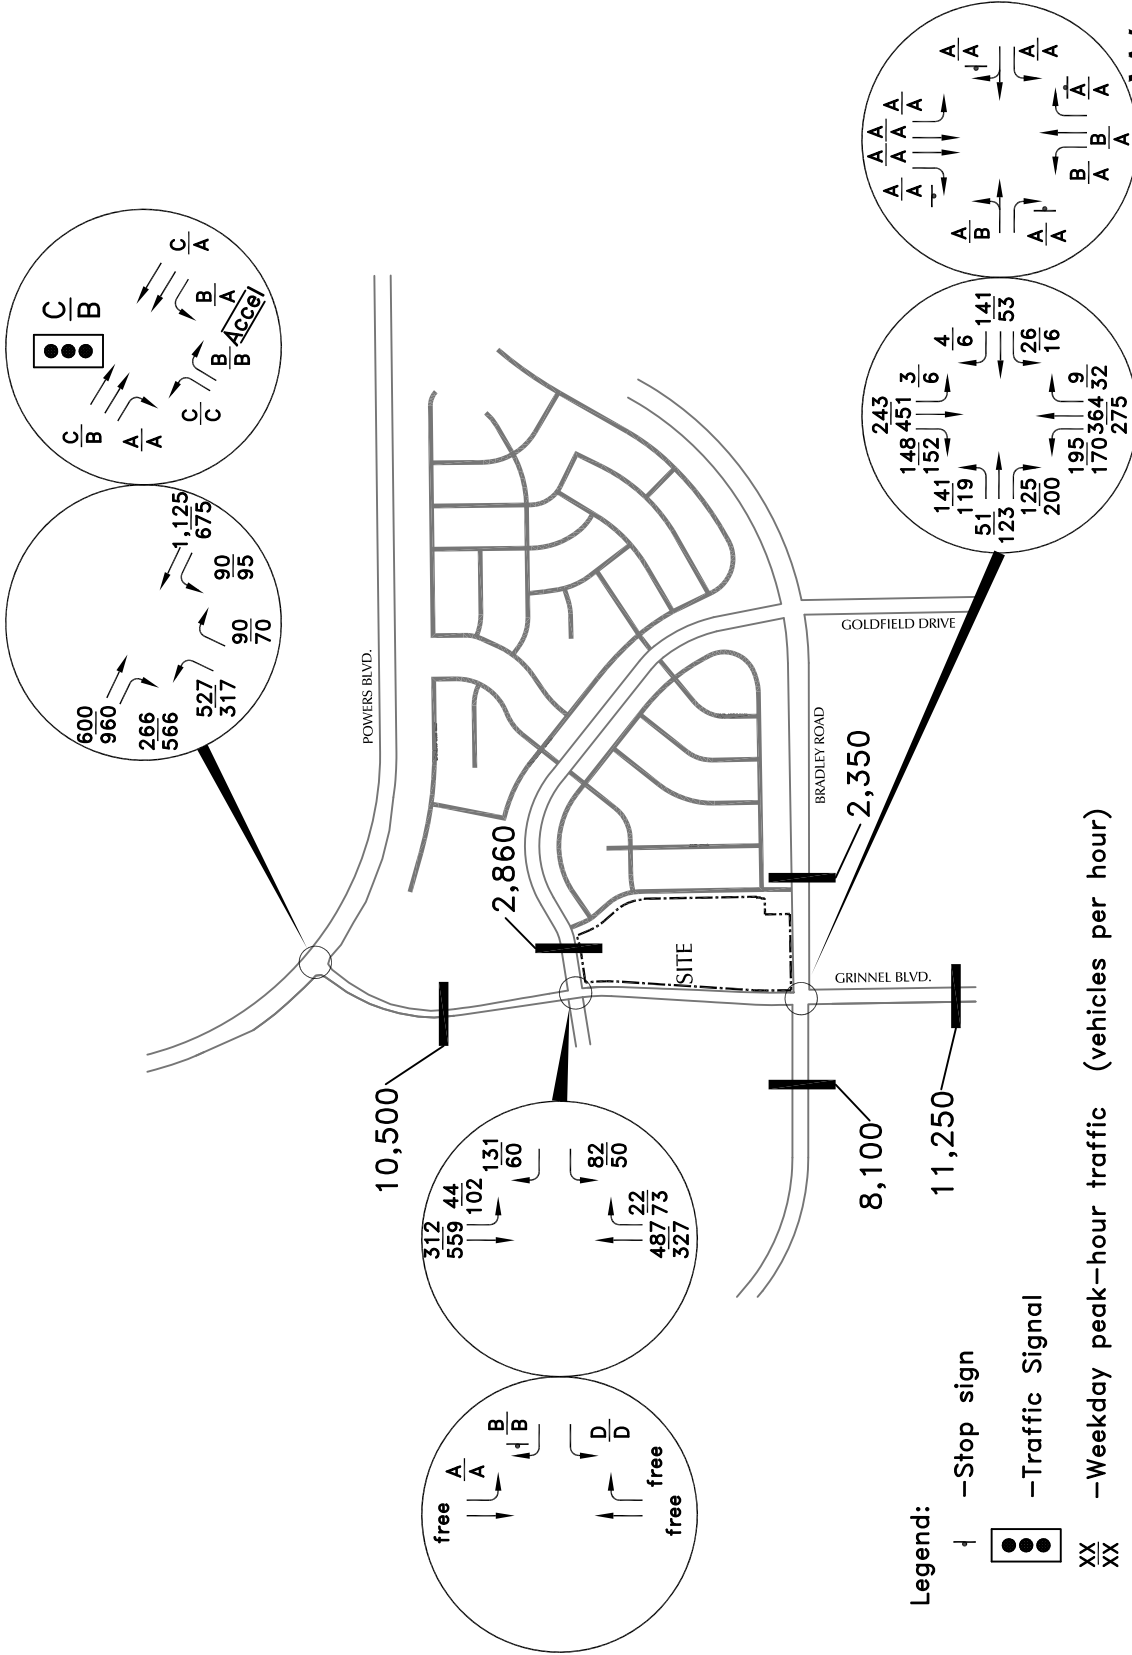 C
B
C
A
B
A
Accel
B
B
C
C
C
B
A
A
1,125
675
90
95
90
70
527
317
600
960
266
566
POWERS BLVD.
GOLDFIELD DRIVE
BRADLEY ROAD
GRINNEL BLVD.
SITE
10,500
2,860
2,350
8,100
11,250
312
559
44
102
131
60
82
50
22
73
487
327
free
A
A
B
B
D
D
free
free
243
451
3
6
4
6
141
53
26
16
9
32
364
275
195
170
125
200
51
123
141
119
148
152
A
A
A
A
A
A
A
A
A
A
A
A
A
A
B
A
B
A
A
B
A
A
Legend:
-Stop sign
-Traffic Signal
XX
XX
-Weekday peak-hour traffic (vehicles per hour)